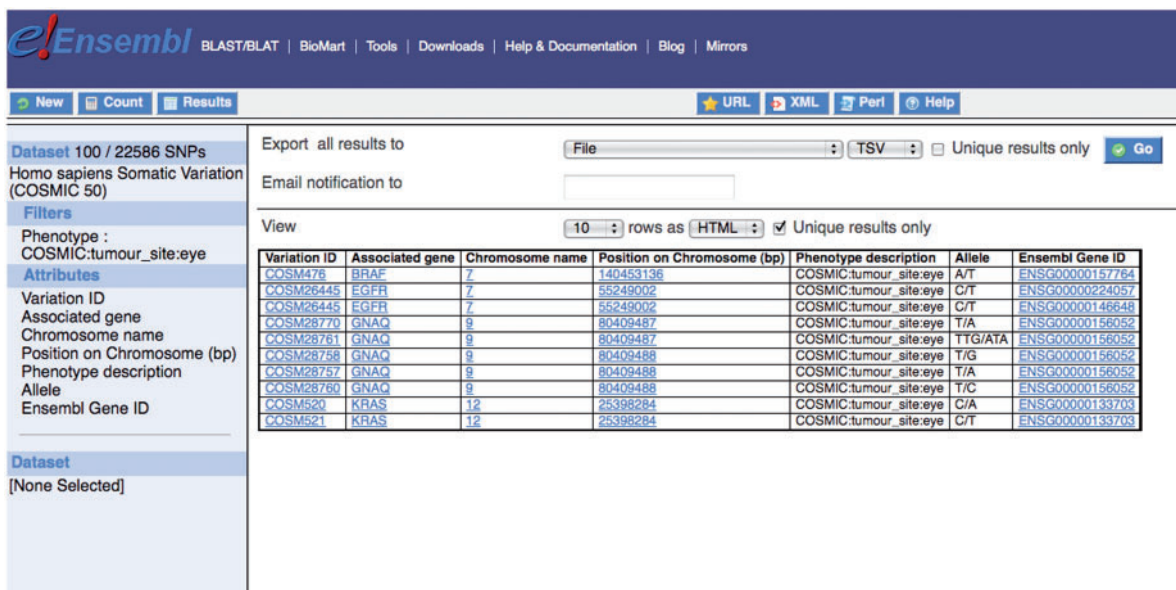 e!Ensembl BLAST/BLAT | BioMart | Tools | Downloads | Help & Documentation | Blog | Mirrors
New Count Results URL XML Perl Help
Dataset 100 / 22586 SNPs
Homo sapiens Somatic Variation
(COSMIC 50)
Filters
Phenotype :
COSMIC:tumour_site:eye
Attributes
Variation ID
Associated gene
Chromosome name
Position on Chromosome (bp)
Phenotype description
Allele
Ensembl Gene ID
Dataset
[None Selected]
Export all results to File TSV Unique results only Go
Email notification to
View 10 rows as HTML Unique results only
Variation ID Associated gene Chromosome name Position on Chromosome (bp) Phenotype description Allele Ensembl Gene ID
COSM476 BRAF 7 140453136 COSMIC:tumour_site:eye A/T ENSG00000157764
COSM26445 EGFR 7 55249002 COSMIC:tumour_site:eye C/T ENSG00000224057
COSM26445 EGFR 7 55249002 COSMIC:tumour_site:eye C/T ENSG00000146648
COSM28770 GNAQ 9 80409487 COSMIC:tumour_site:eye T/A ENSG00000156052
COSM28761 GNAQ 9 80409487 COSMIC:tumour_site:eye TTG/ATA ENSG00000156052
COSM28758 GNAQ 9 80409488 COSMIC:tumour_site:eye T/G ENSG00000156052
COSM28757 GNAQ 9 80409488 COSMIC:tumour_site:eye T/A ENSG00000156052
COSM28760 GNAQ 9 80409488 COSMIC:tumour_site:eye T/C ENSG00000156052
COSM520 KRAS 12 25398284 COSMIC:tumour_site:eye C/A ENSG00000133703
COSM521 KRAS 12 25398284 COSMIC:tumour_site:eye C/T ENSG00000133703